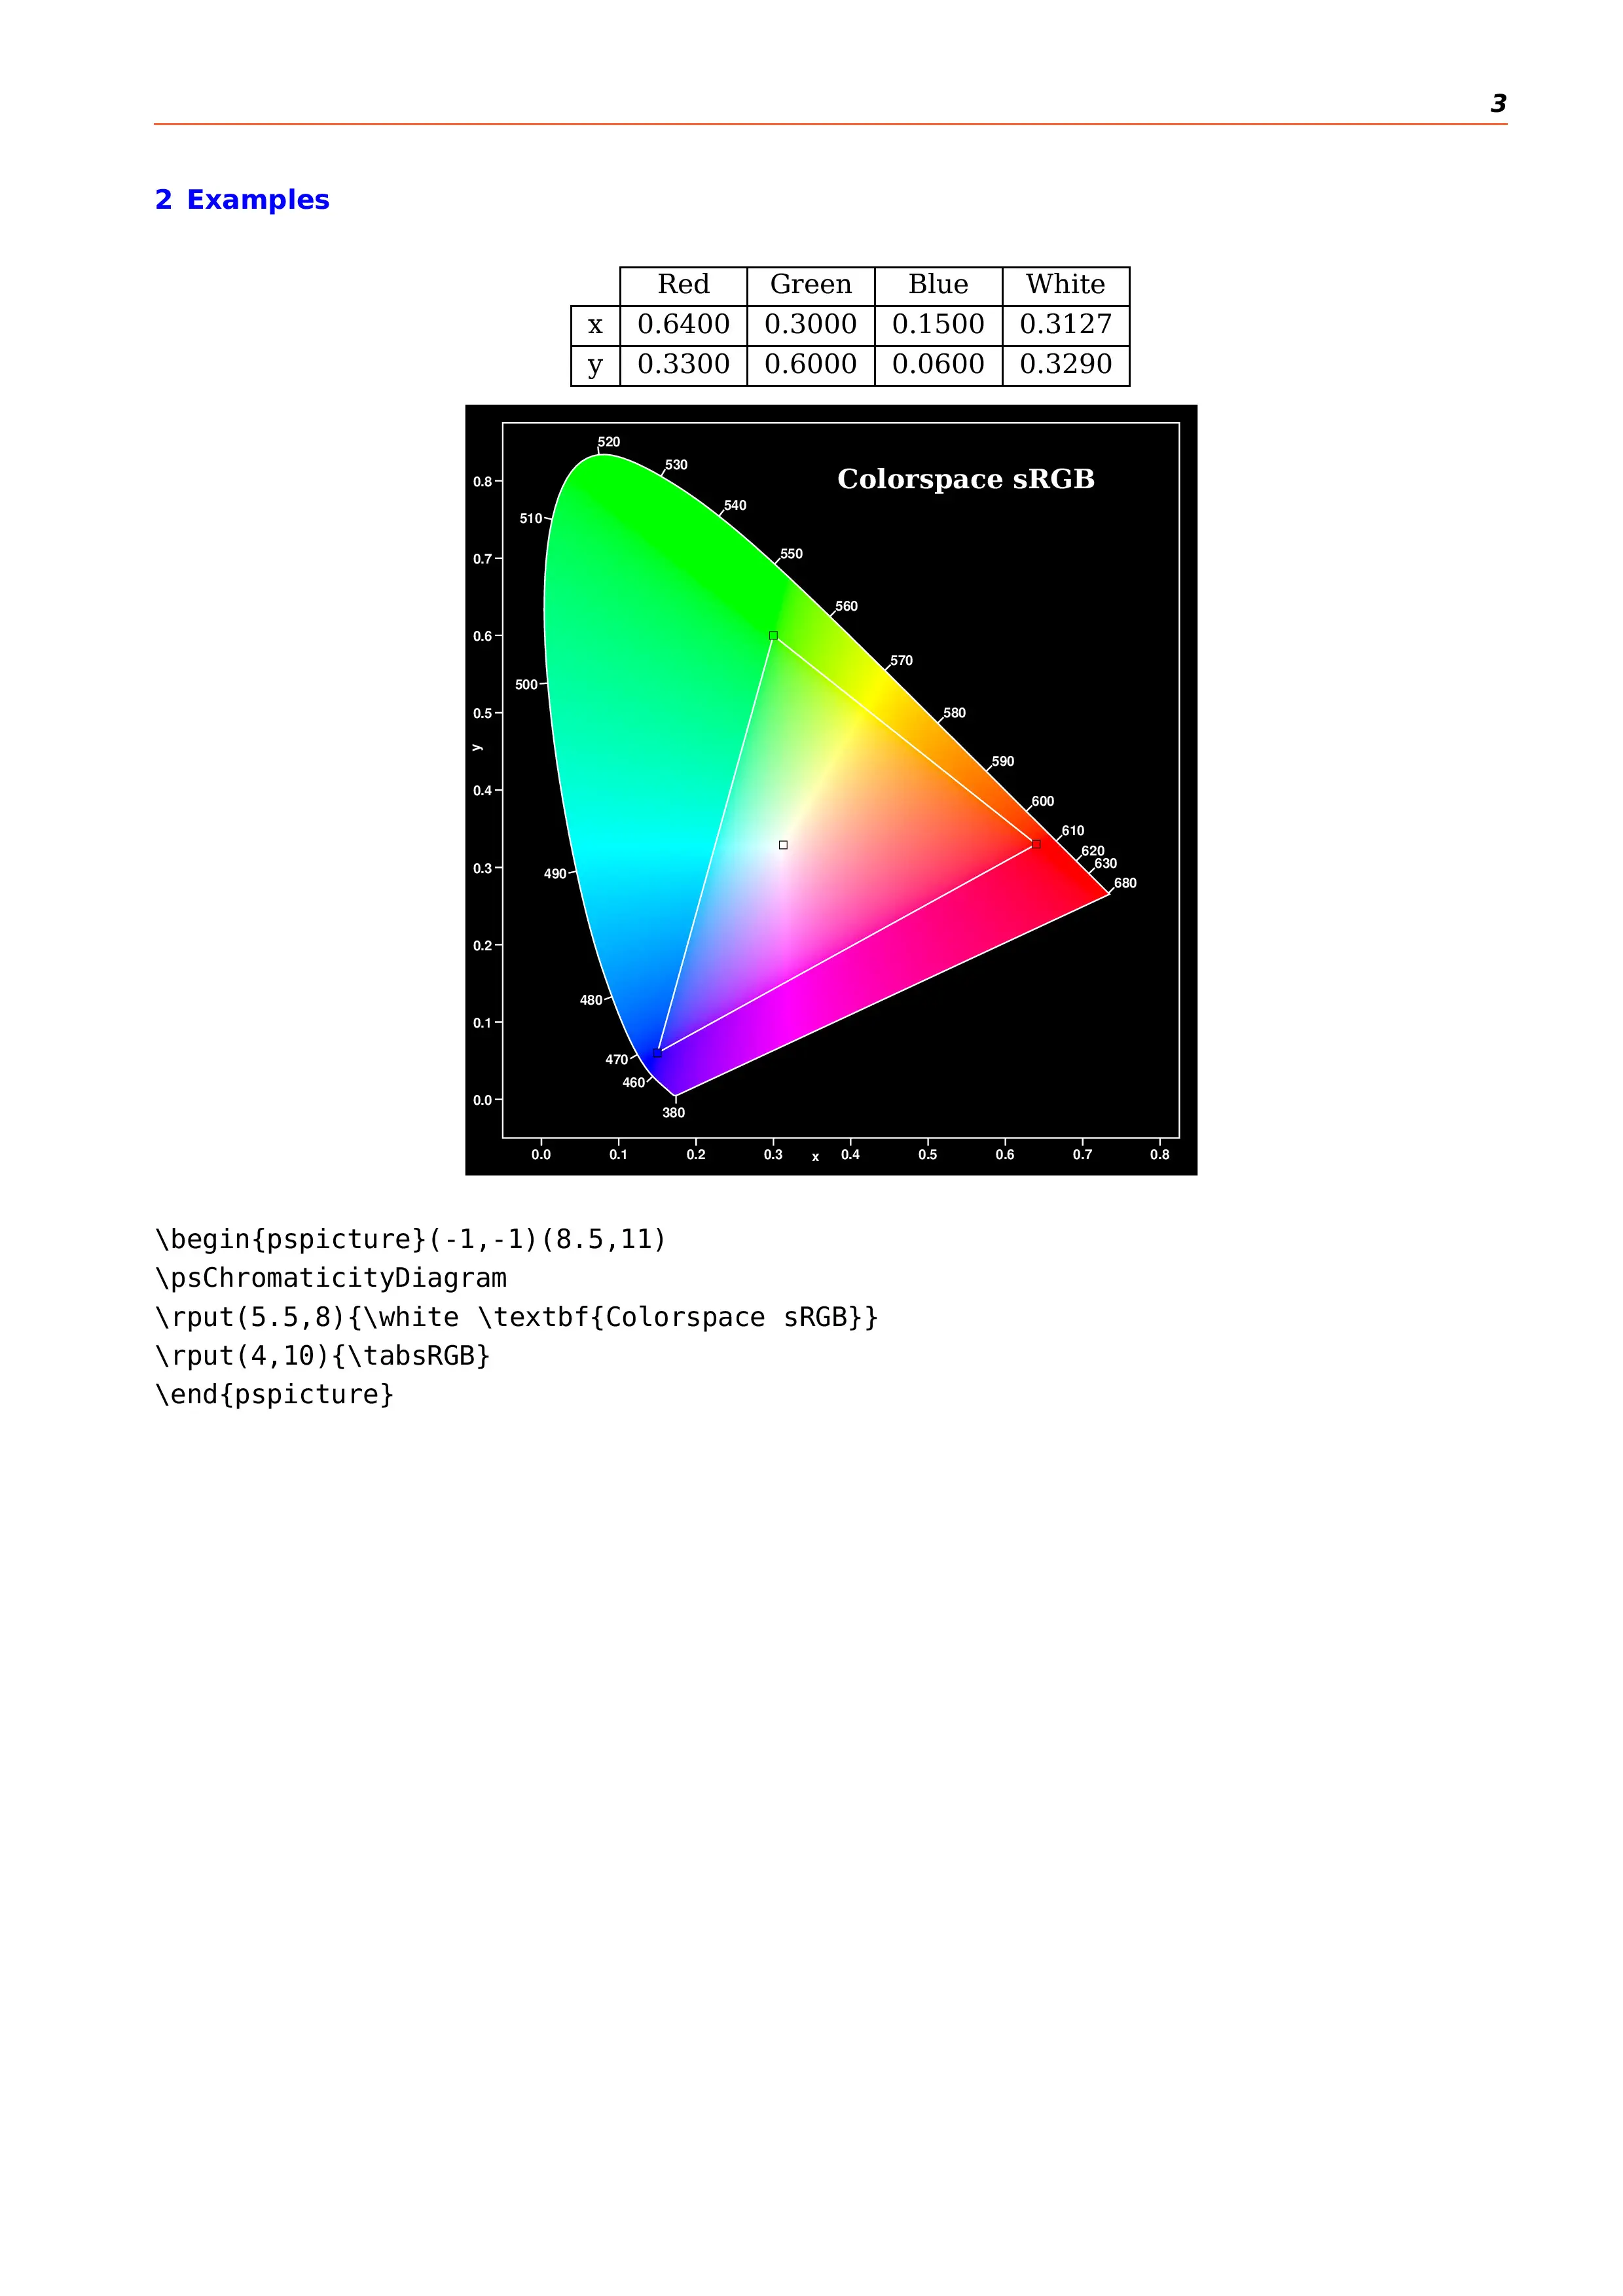 3
2 Examples
Red Green Blue White
x 0.6400 0.3000 0.1500 0.3127
y 0.3300 0.6000 0.0600 0.3290
Colorspace sRGB
520
530
540
550
560
570
580
590
600
610
620
630
680
510
500
490
480
470
460
380
0.8
0.7
0.6
0.5
y
0.4
0.3
0.2
0.1
0.0
0.0 0.1 0.2 0.3 x 0.4 0.5 0.6 0.7 0.8
\begin{pspicture}(-1,-1)(8.5,11)
\psChromaticityDiagram
\rput(5.5,8){\white \textbf{Colorspace sRGB}}
\rput(4,10){\tabsRGB}
\end{pspicture}